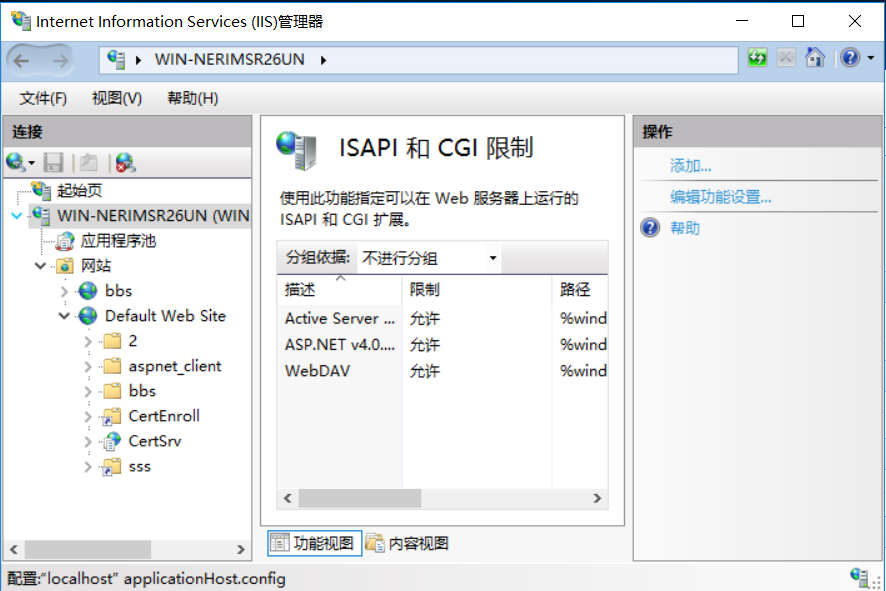 Internet Information Services (IIS)管理器
WIN-NERIMSR26UN
文件(F) 视图(V) 帮助(H)
连接
起始页
WIN-NERIMSR26UN (WIN
应用程序池
网站
bbs
Default Web Site
2
aspnet_client
bbs
CertEnroll
CertSrv
sss
ISAPI 和 CGI 限制
使用此功能指定可以在 Web 服务器上运行的
ISAPI 和 CGI 扩展。
分组依据: 不进行分组
描述 限制 路径
Active Server ... 允许 %wind
ASP.NET v4.0.... 允许 %wind
WebDAV 允许 %wind
功能视图 内容视图
操作
添加...
编辑功能设置...
帮助
配置:"localhost" applicationHost.config